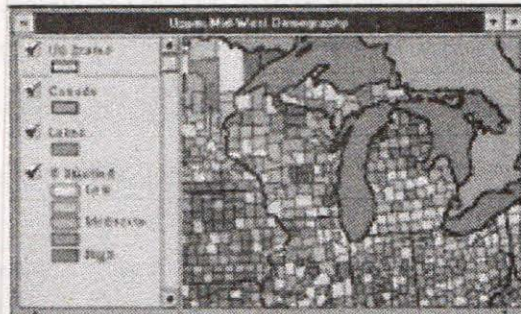 Upper Mid-West Demography
US States
Canada
Lakes
Low
Moderate
High